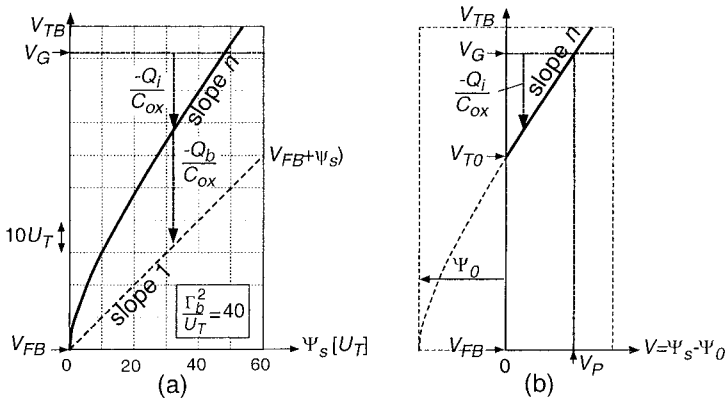 V_TB
V_G
-Q_i
C_ox
slope n
-Q_b
C_ox
V_FB+Ψ_s)
10U_T
slope 1
Γ_b^2
U_T =40
V_FB
0 20 40 60 Ψ_s [U_T]
(a)
V_TB
V_G
-Q_i
C_ox
slope n
V_T0
Ψ_0
V_FB
0 V_P V=Ψ_s-Ψ_0
(b)